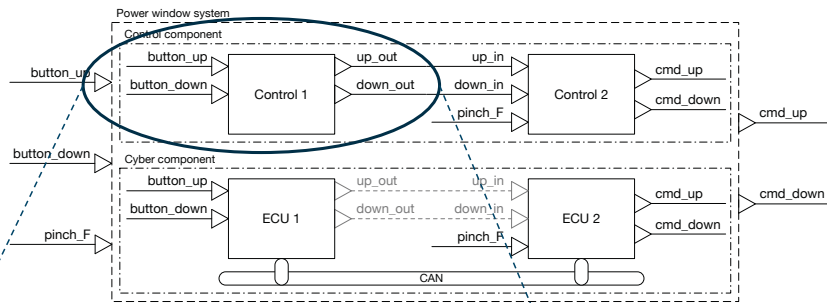 Power window system
Control component
button_up
button_up
up_out
up_in
cmd_up
button_down
Control 1
down_out
down_in
Control 2
cmd_down
pinch_F
cmd_up
button_down
Cyber component
button_up
up_out
up_in
cmd_up
cmd_down
button_down
ECU 1
down_out
down_in
ECU 2
cmd_down
pinch_F
pinch_F
CAN